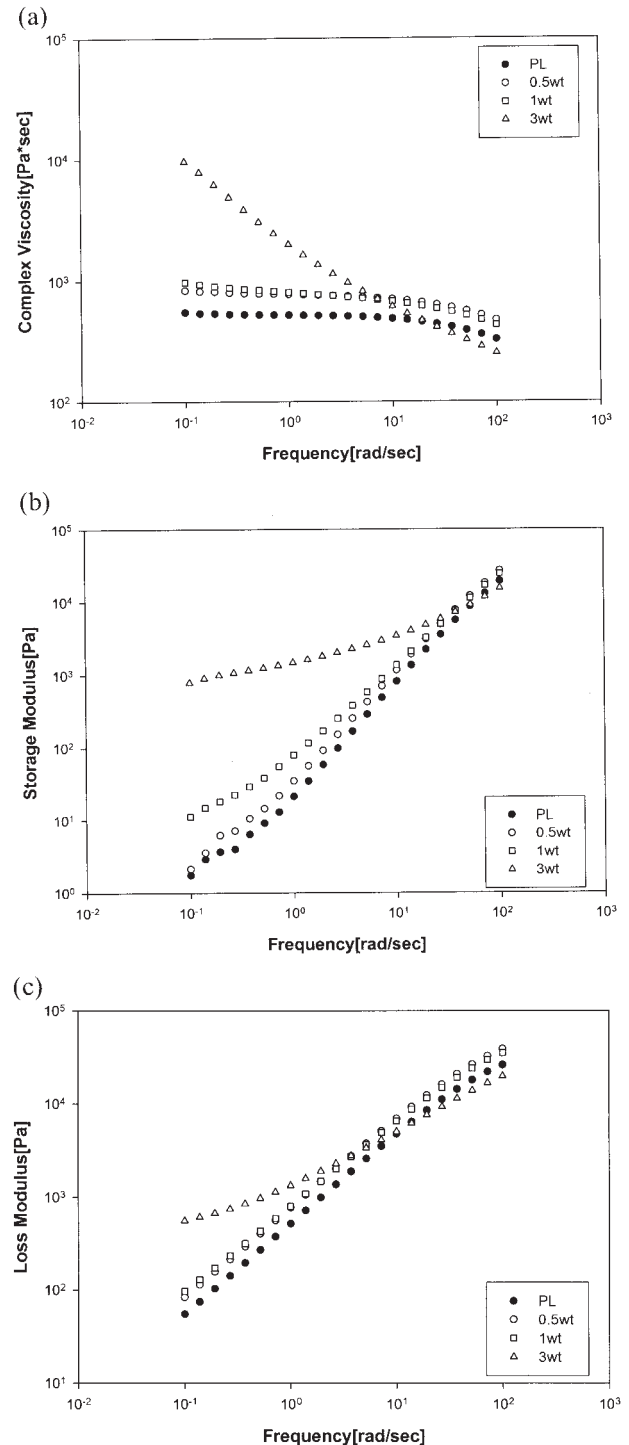 (a)
10^5
10^4
10^3
10^2
Complex Viscosity[Pa*sec]
PL
0.5wt
1wt
3wt
10^-2 10^-1 10^0 10^1 10^2 10^3
Frequency[rad/sec]
(b)
10^5
10^4
10^3
10^2
10^1
10^0
Storage Modulus[Pa]
PL
0.5wt
1wt
3wt
10^-2 10^-1 10^0 10^1 10^2 10^3
Frequency[rad/sec]
(c)
10^5
10^4
10^3
10^2
10^1
Loss Modulus[Pa]
PL
0.5wt
1wt
3wt
10^-2 10^-1 10^0 10^1 10^2 10^3
Frequency[rad/sec]